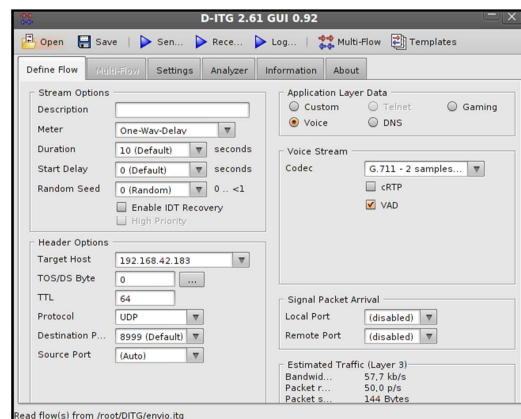 D-ITG 2.61 GUI 0.92
Open Save Sen... Rece... Log... Multi-Flow Templates
Define Flow Multi-Flow Settings Analyzer Information About
Stream Options
Description
Meter One-Way-Delay
Duration 10 (Default) seconds
Start Delay 0 (Default) seconds
Random Seed 0 (Random) 0 .. <1
Enable IDT Recovery
High Priority
Header Options
Target Host 192.168.42.183
TOS/DS Byte 0 ...
TTL 64
Protocol UDP
Destination P... 8999 (Default)
Source Port (Auto)
Application Layer Data
Custom Telnet Gaming
Voice DNS
Voice Stream
Codec G.711 - 2 samples...
cRTP
VAD
Signal Packet Arrival
Local Port (disabled)
Remote Port (disabled)
Estimated Traffic (Layer 3)
Bandwid... 57,7 kb/s
Packet r... 50,0 p/s
Packet s... 144 Bytes
Read flow(s) from /root/DITG/envio.itg